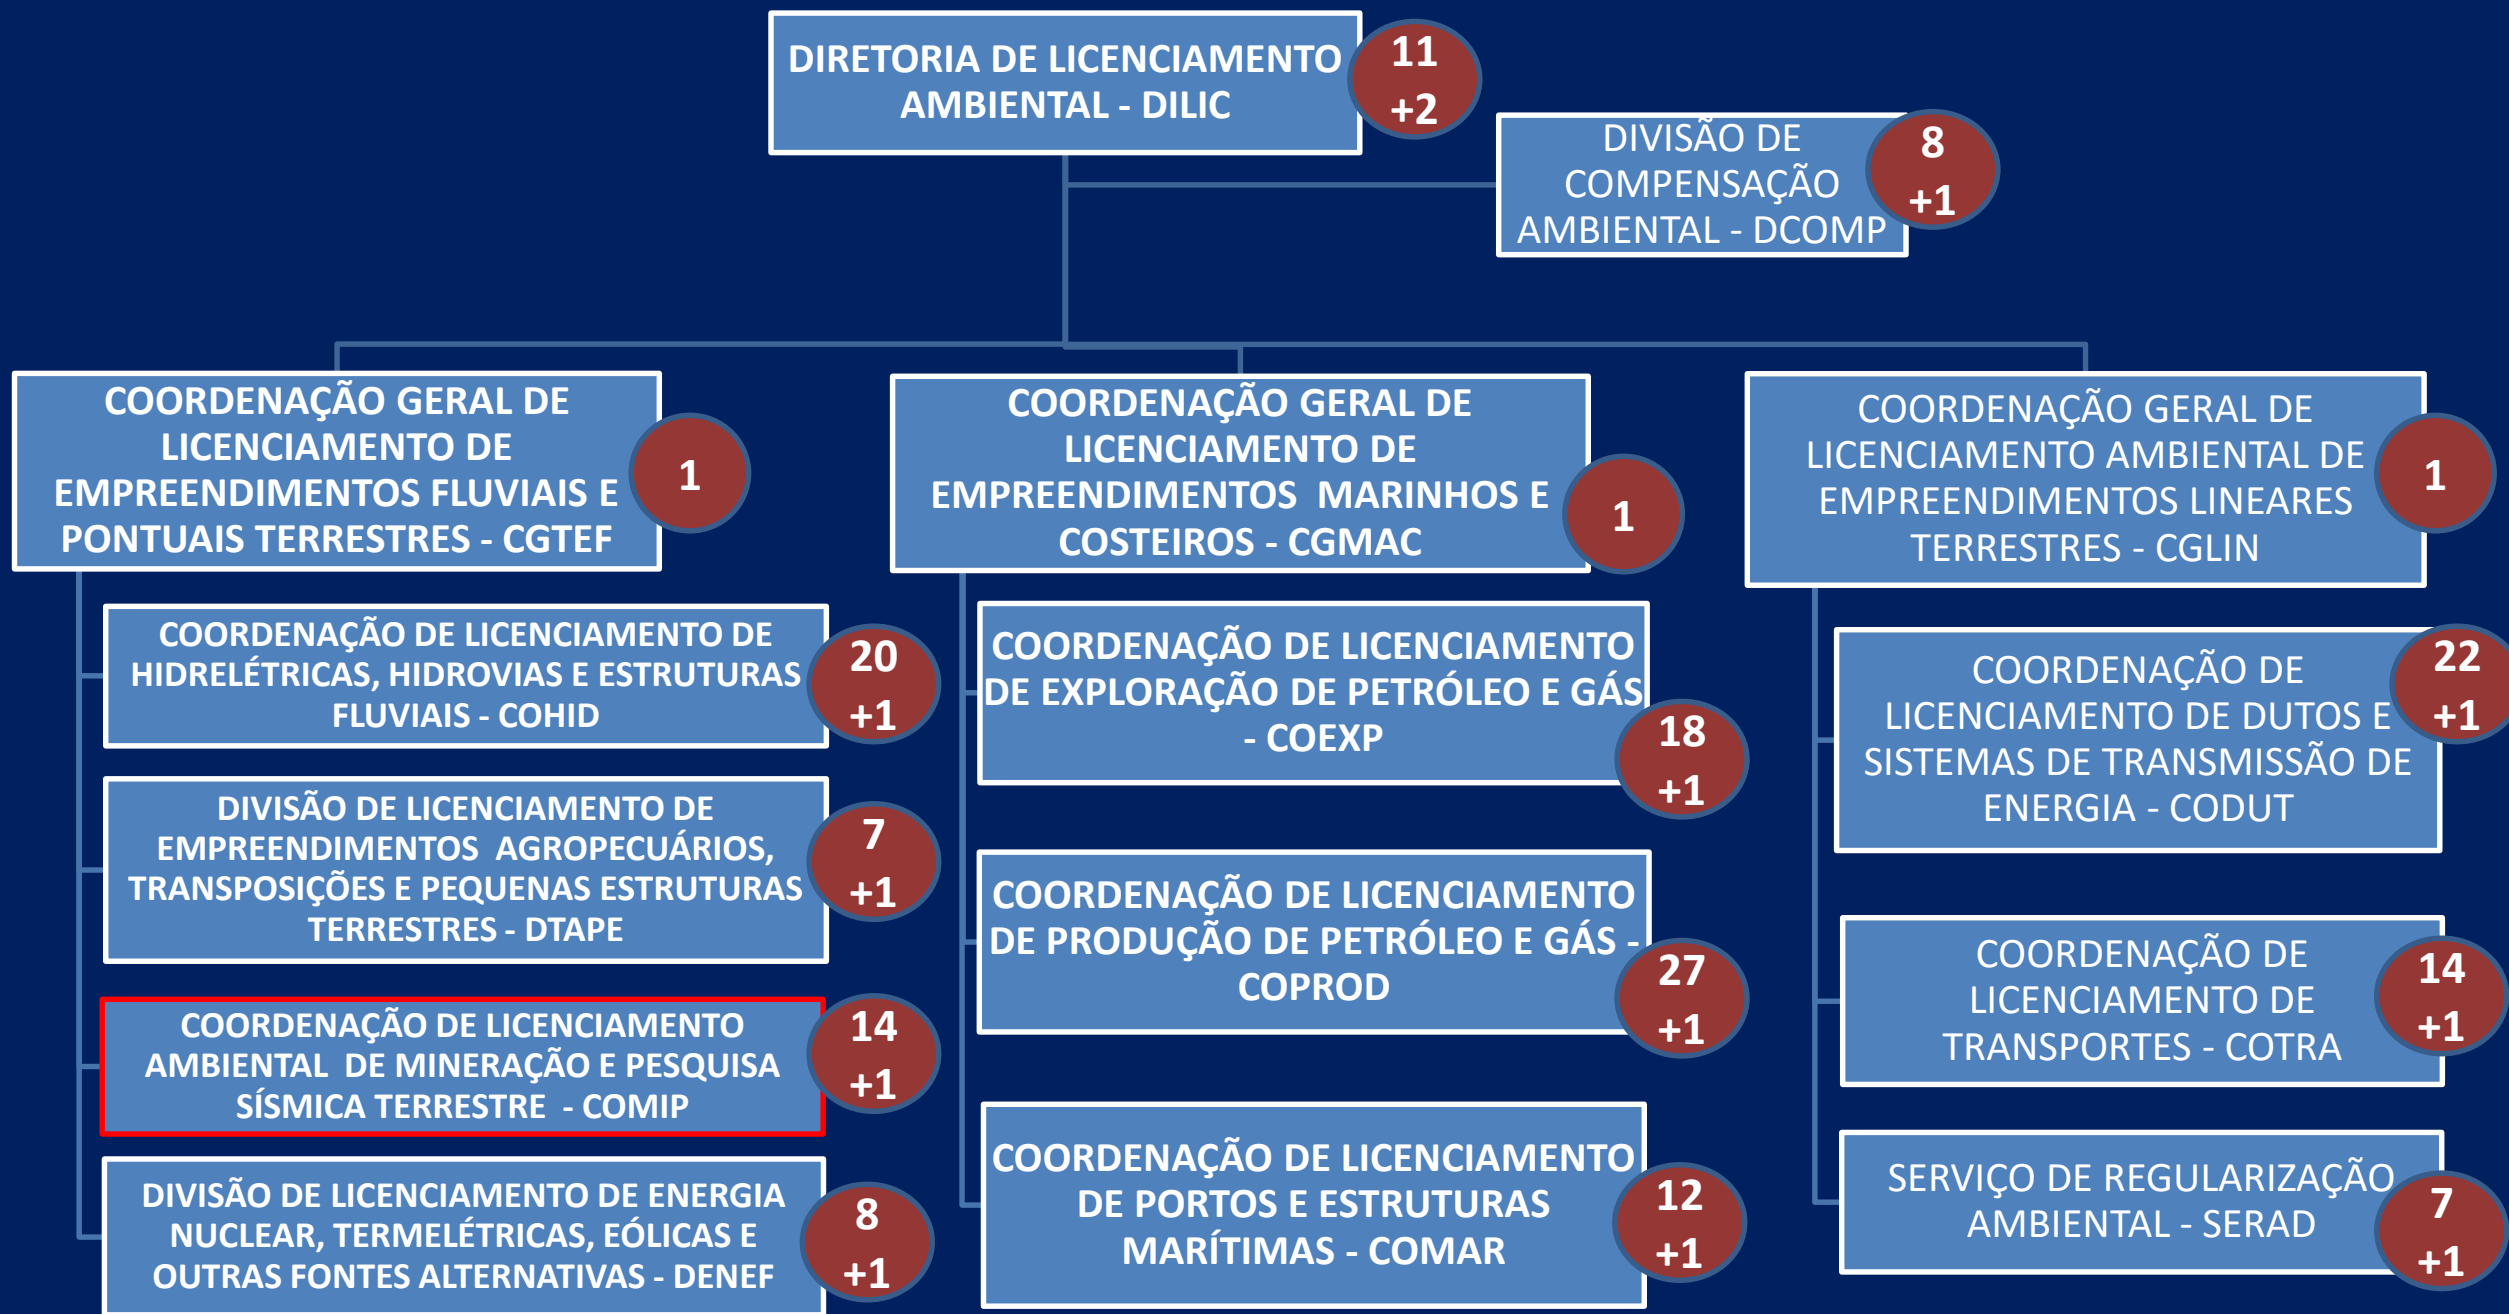 DIRETORIA DE LICENCIAMENTO
AMBIENTAL - DILIC
11
+2
DIVISÃO DE
COMPENSAÇÃO
AMBIENTAL - DCOMP
8
+1
COORDENAÇÃO GERAL DE
LICENCIAMENTO DE
EMPREENDIMENTOS FLUVIAIS E
PONTUAIS TERRESTRES - CGTEF
1
COORDENAÇÃO DE LICENCIAMENTO DE
HIDRELÉTRICAS, HIDROVIAS E ESTRUTURAS
FLUVIAIS - COHID
20
+1
DIVISÃO DE LICENCIAMENTO DE
EMPREENDIMENTOS AGROPECUÁRIOS,
TRANSPOSIÇÕES E PEQUENAS ESTRUTURAS
TERRESTRES - DTAPE
7
+1
COORDENAÇÃO DE LICENCIAMENTO
AMBIENTAL DE MINERAÇÃO E PESQUISA
SÍSMICA TERRESTRE - COMIP
14
+1
DIVISÃO DE LICENCIAMENTO DE ENERGIA
NUCLEAR, TERMELÉTRICAS, EÓLICAS E
OUTRAS FONTES ALTERNATIVAS - DENEF
8
+1
COORDENAÇÃO GERAL DE
LICENCIAMENTO DE
EMPREENDIMENTOS MARINHOS E
COSTEIROS - CGMAC
1
COORDENAÇÃO DE LICENCIAMENTO
DE EXPLORAÇÃO DE PETRÓLEO E GÁS
- COEXP
18
+1
COORDENAÇÃO DE LICENCIAMENTO
DE PRODUÇÃO DE PETRÓLEO E GÁS -
COPROD
27
+1
COORDENAÇÃO DE LICENCIAMENTO
DE PORTOS E ESTRUTURAS
MARÍTIMAS - COMAR
12
+1
COORDENAÇÃO GERAL DE
LICENCIAMENTO AMBIENTAL DE
EMPREENDIMENTOS LINEARES
TERRESTRES - CGLIN
1
COORDENAÇÃO DE
LICENCIAMENTO DE DUTOS E
SISTEMAS DE TRANSMISSÃO DE
ENERGIA - CODUT
22
+1
COORDENAÇÃO DE
LICENCIAMENTO DE
TRANSPORTES - COTRA
14
+1
SERVIÇO DE REGULARIZAÇÃO
AMBIENTAL - SERAD
7
+1